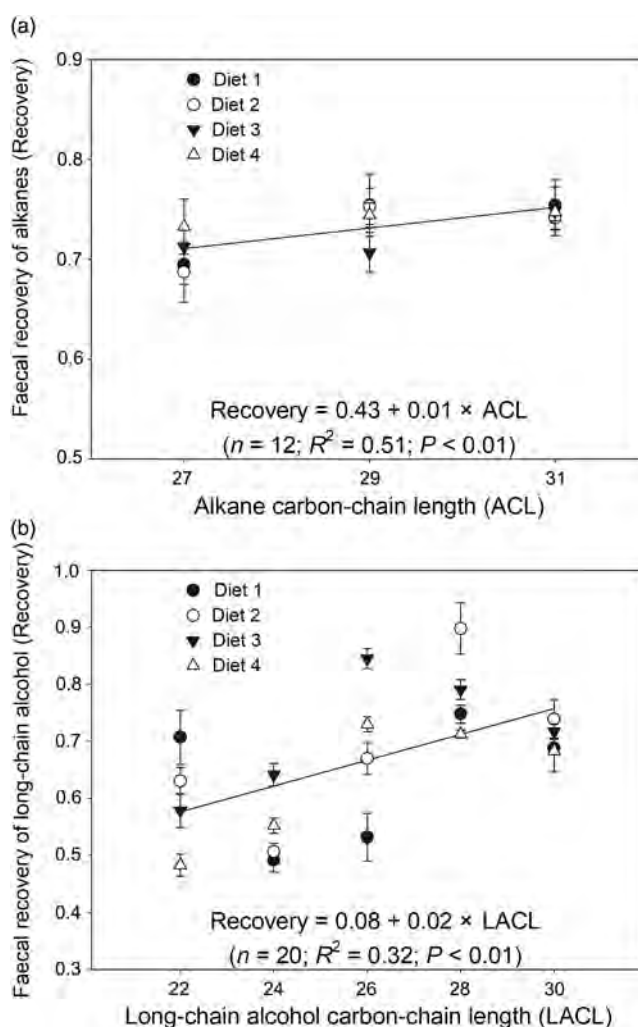 (a)
0.9
0.8
0.7
0.6
0.5
Faecal recovery of alkanes (Recovery)
Diet 1
Diet 2
Diet 3
Diet 4
Recovery = 0.43 + 0.01 × ACL
(n = 12; R² = 0.51; P < 0.01)
27 29 31
Alkane carbon-chain length (ACL)
(b)
1.0
0.9
0.8
0.7
0.6
0.5
0.4
0.3
Faecal recovery of long-chain alcohol (Recovery)
Diet 1
Diet 2
Diet 3
Diet 4
Recovery = 0.08 + 0.02 × LACL
(n = 20; R² = 0.32; P < 0.01)
22 24 26 28 30
Long-chain alcohol carbon-chain length (LACL)